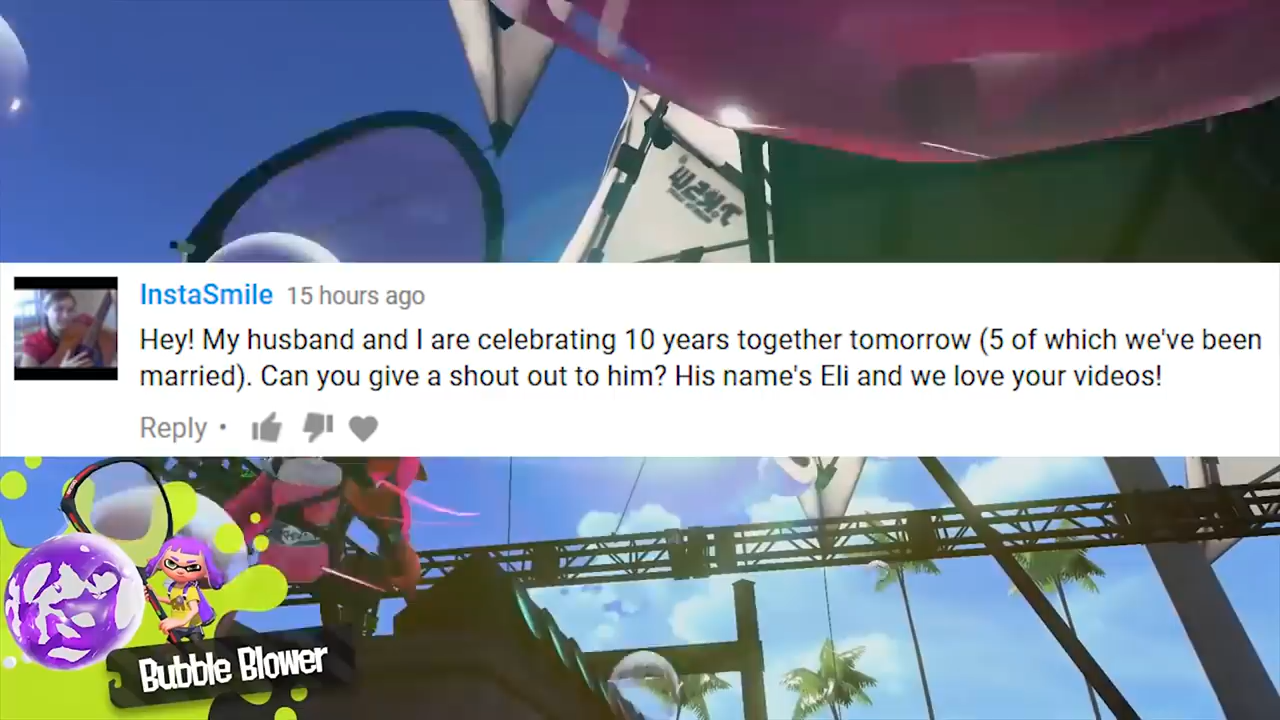 InstaSmile 15 hours ago
Hey! My husband and I are celebrating 10 years together tomorrow (5 of which we've been
married). Can you give a shout out to him? His name's Eli and we love your videos!
Reply •
Bubble Blower